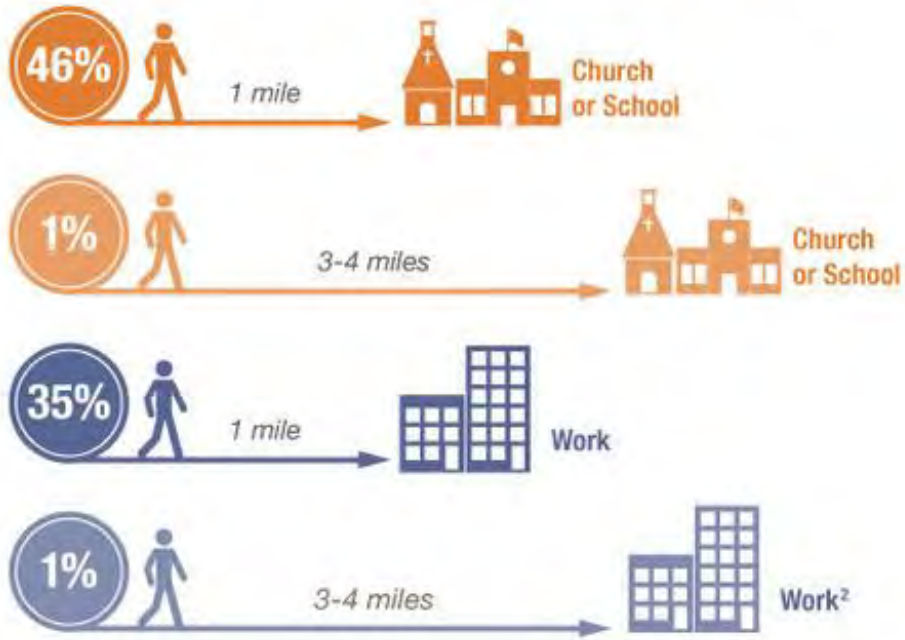 46%
1 mile
Church
or School
1%
3-4 miles
Church
or School
35%
1 mile
Work
1%
3-4 miles
Work²